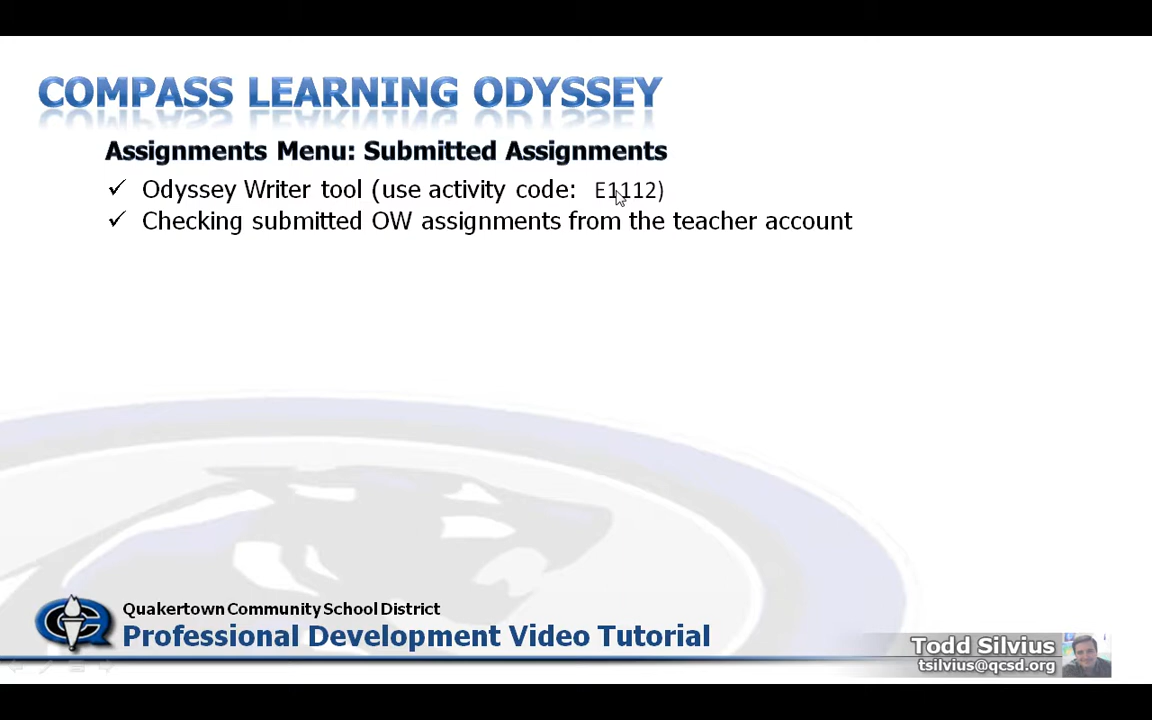 COMPASS LEARNING ODYSSEY
Assignments Menu: Submitted Assignments
✓ Odyssey Writer tool (use activity code: E1112)
✓ Checking submitted OW assignments from the teacher account
Quakertown Community School District
Professional Development Video Tutorial
Todd Silvius
tsilvius@qcsd.org